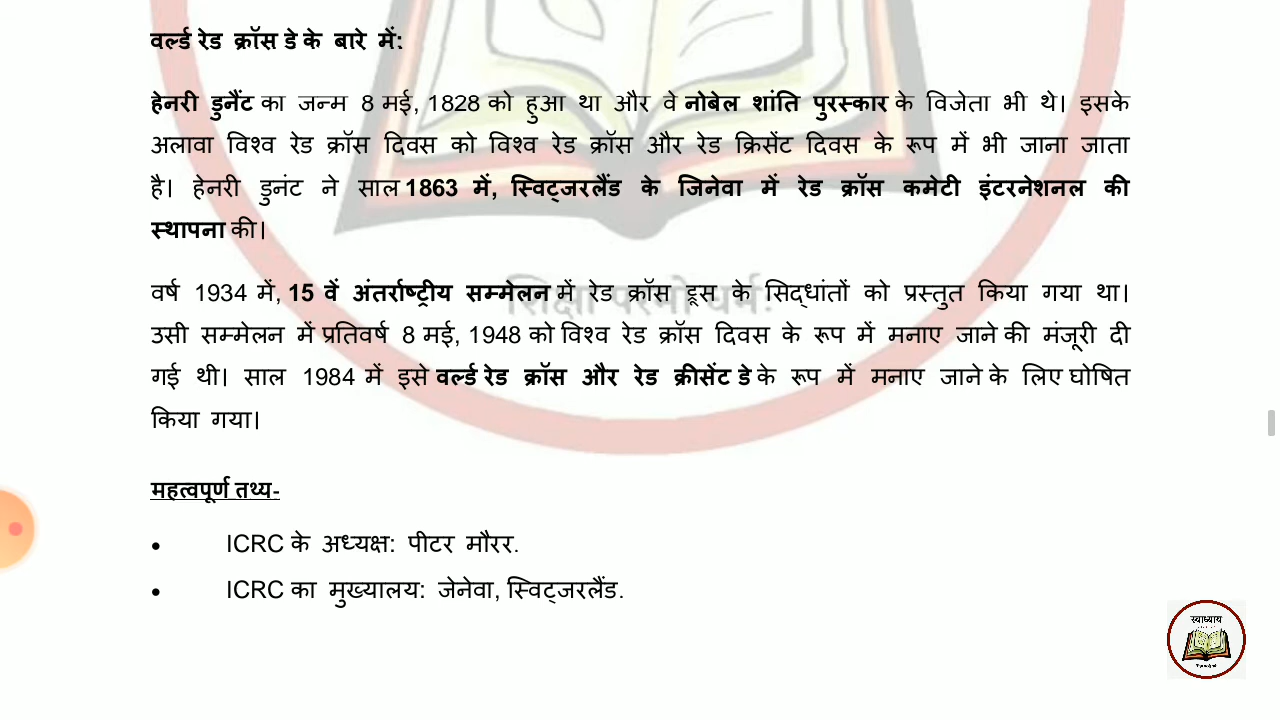 वर्ल्ड रेड क्रॉस डे के बारे में:
हेनरी डुनैंट का जन्म 8 मई, 1828 को हुआ था और वे नोबेल शांति पुरस्कार के विजेता भी थे। इसके
अलावा विश्व रेड क्रॉस दिवस को विश्व रेड क्रॉस और रेड क्रिसेंट दिवस के रूप में भी जाना जाता
है। हेनरी डुनंट ने साल 1863 में, स्विट्जरलैंड के जिनेवा में रेड क्रॉस कमेटी इंटरनेशनल की
स्थापना की।
वर्ष 1934 में, 15 वें अंतर्राष्ट्रीय सम्मेलन में रेड क्रॉस ड्रूस के सिद्धांतों को प्रस्तुत किया गया था।
उसी सम्मेलन में प्रतिवर्ष 8 मई, 1948 को विश्व रेड क्रॉस दिवस के रूप में मनाए जाने की मंजूरी दी
गई थी। साल 1984 में इसे वर्ल्ड रेड क्रॉस और रेड क्रीसेंट डे के रूप में मनाए जाने के लिए घोषित
किया गया।
शिक्षा परमो धर्मः
महत्वपूर्ण तथ्य-
• ICRC के अध्यक्ष: पीटर मौरर.
• ICRC का मुख्यालय: जेनेवा, स्विट्जरलैंड.
स्वाध्याय